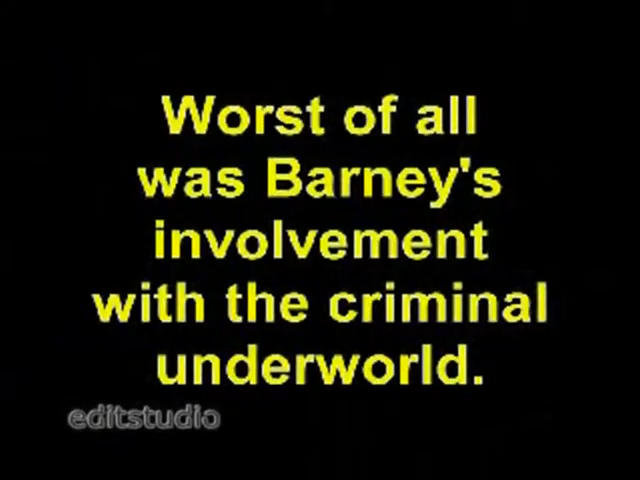 Worst of all
was Barney's
involvement
with the criminal
underworld.
editstudio